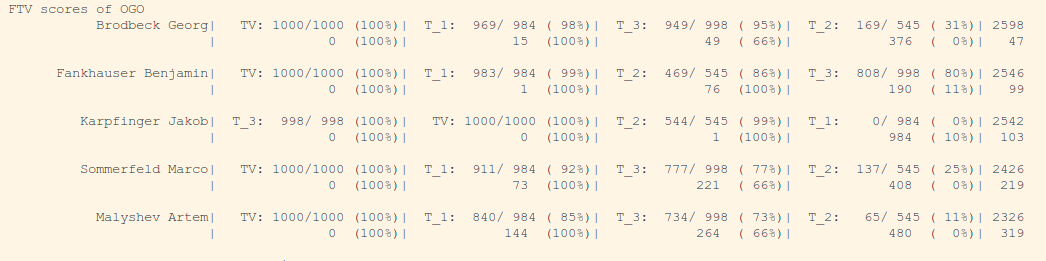 FTV scores of OGO
Brodbeck Georg| TV: 1000/1000 (100%)| T_1: 969/ 984 ( 98%)| T_3: 949/ 998 ( 95%)| T_2: 169/ 545 ( 31%)| 2598
| 0 (100%)| 15 (100%)| 49 ( 66%)| 376 ( 0%)| 47
Fankhauser Benjamin| TV: 1000/1000 (100%)| T_1: 983/ 984 ( 99%)| T_2: 469/ 545 ( 86%)| T_3: 808/ 998 ( 80%)| 2546
| 0 (100%)| 1 (100%)| 76 (100%)| 190 ( 11%)| 99
Karpfinger Jakob| T_3: 998/ 998 (100%)| TV: 1000/1000 (100%)| T_2: 544/ 545 ( 99%)| T_1: 0/ 984 ( 0%)| 2542
| 0 (100%)| 0 (100%)| 1 (100%)| 984 ( 10%)| 103
Sommerfeld Marco| TV: 1000/1000 (100%)| T_1: 911/ 984 ( 92%)| T_3: 777/ 998 ( 77%)| T_2: 137/ 545 ( 25%)| 2426
| 0 (100%)| 73 (100%)| 221 ( 66%)| 408 ( 0%)| 219
Malyshev Artem| TV: 1000/1000 (100%)| T_1: 840/ 984 ( 85%)| T_3: 734/ 998 ( 73%)| T_2: 65/ 545 ( 11%)| 2326
| 0 (100%)| 144 (100%)| 264 ( 66%)| 480 ( 0%)| 319